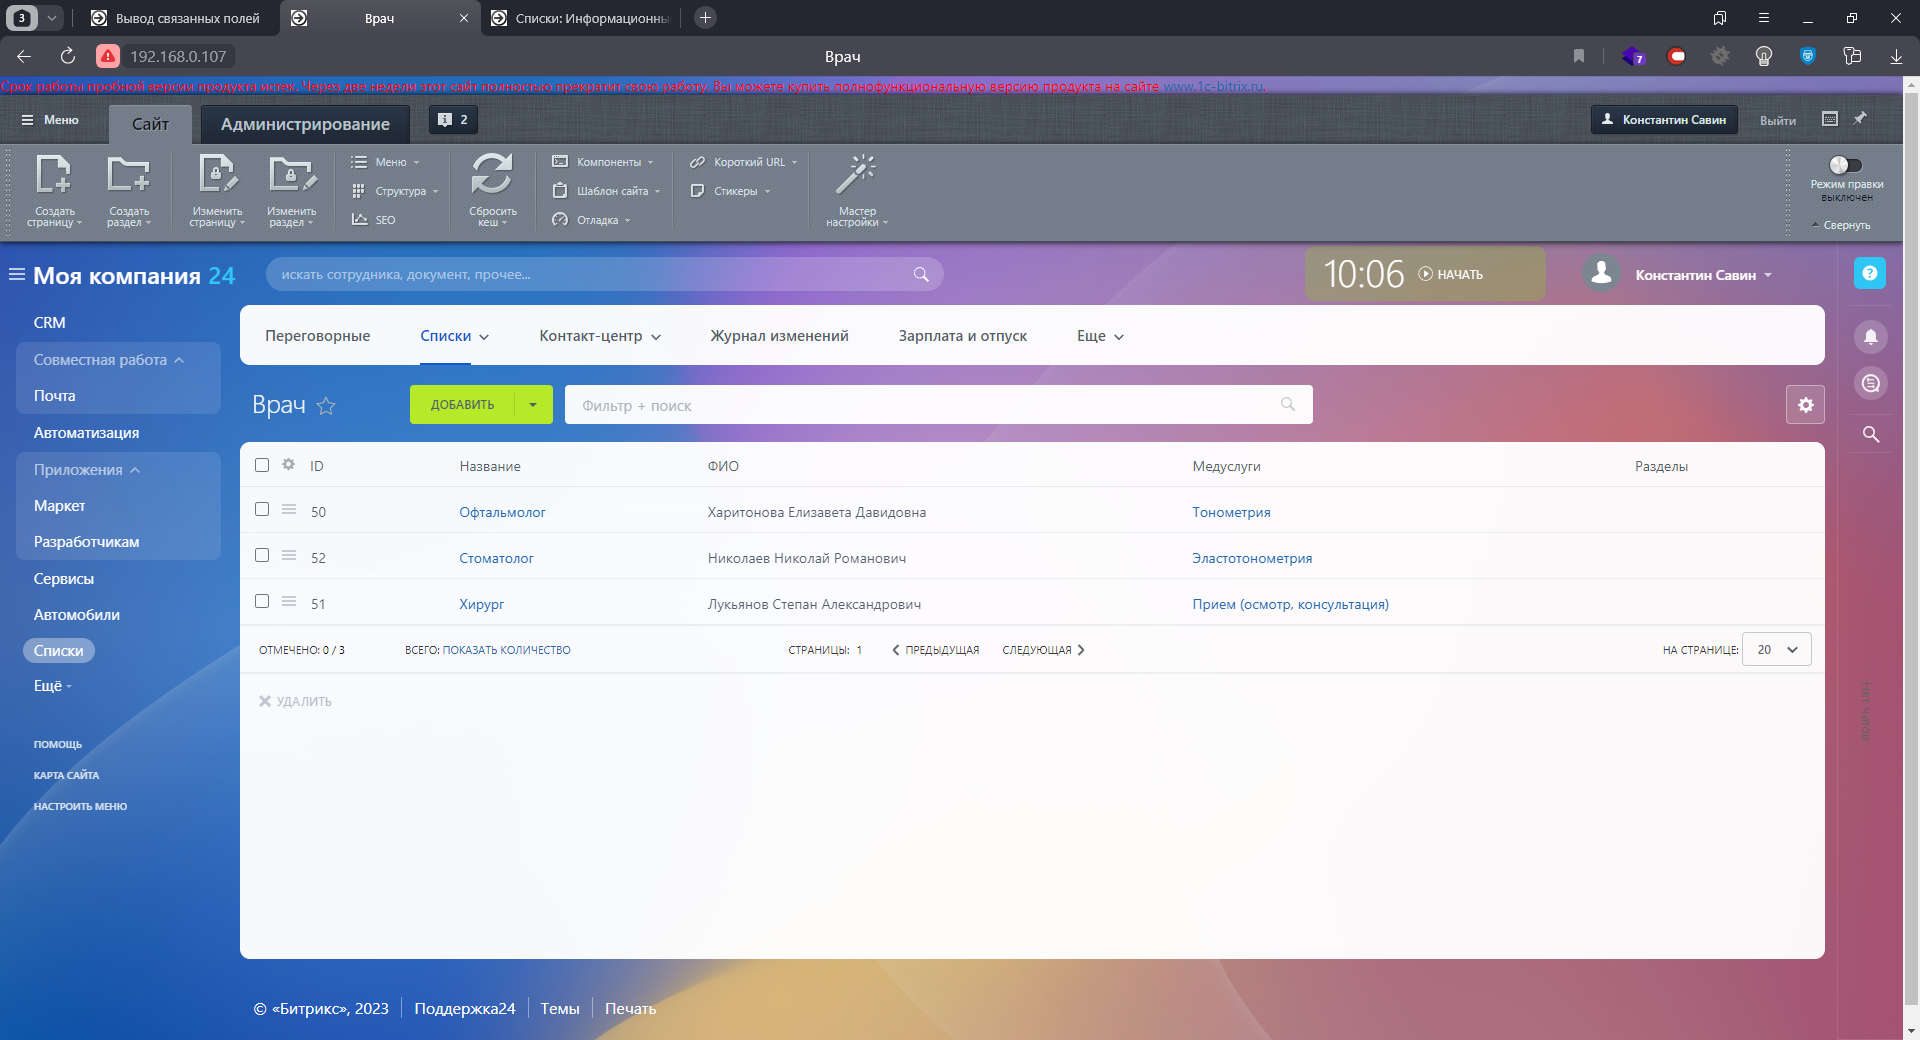 3 Вывод связанных полей Врач Списки: Информационнь
192.168.0.107 Врач 7
Срок работы пробной версии продукта истек. Через две недели этот сайт полностью прекратит свою работу. Вы можете купить полнофункциональную версию продукта на сайте www.1c-bitrix.ru.
Меню Сайт Администрирование 2 Константин Савин Выйти
Создать страницу
Создать раздел
Изменить страницу
Изменить раздел
Меню
Структура
SEO
Сбросить кеш
Компоненты
Шаблон сайта
Отладка
Короткий URL
Стикеры
Мастер настройки
Режим правки
выключен
Свернуть
Моя компания 24 искать сотрудника, документ, прочее... 10:06 НАЧАТЬ Константин Савин ?
CRM
Совместная работа
Почта
Автоматизация
Приложения
Маркет
Разработчикам
Сервисы
Автомобили
Списки
Ещё
ПОМОЩЬ
КАРТА САЙТА
НАСТРОИТЬ МЕНЮ
Переговорные Списки Контакт-центр Журнал изменений Зарплата и отпуск Еще
Врач ДОБАВИТЬ Фильтр + поиск
ID Название ФИО Медуслуги Разделы
50 Офтальмолог Харитонова Елизавета Давидовна Тонометрия
52 Стоматолог Николаев Николай Романович Эластотонометрия
51 Хирург Лукьянов Степан Александрович Прием (осмотр, консультация)
ОТМЕЧЕНО: 0 / 3 ВСЕГО: ПОКАЗАТЬ КОЛИЧЕСТВО СТРАНИЦЫ: 1 ПРЕДЫДУЩАЯ СЛЕДУЮЩАЯ НА СТРАНИЦЕ: 20
УДАЛИТЬ
Нет чатов
© «Битрикс», 2023 Поддержка24 Темы Печать